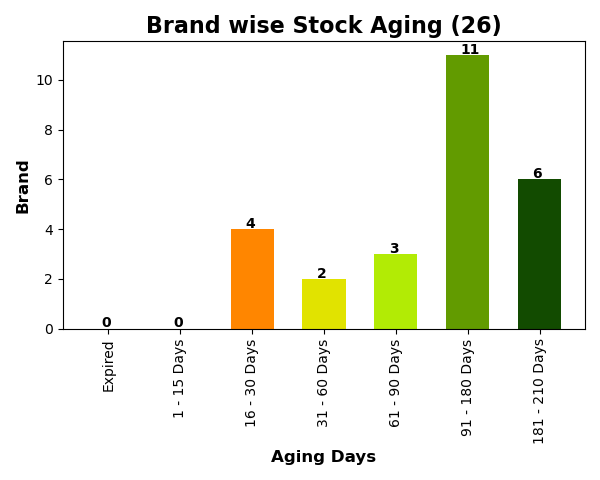 Brand wise Stock Aging (26)
Brand
10
8
6
4
2
0
0
0
4
2
3
11
6
Expired
1 - 15 Days
16 - 30 Days
31 - 60 Days
61 - 90 Days
91 - 180 Days
181 - 210 Days
Aging Days